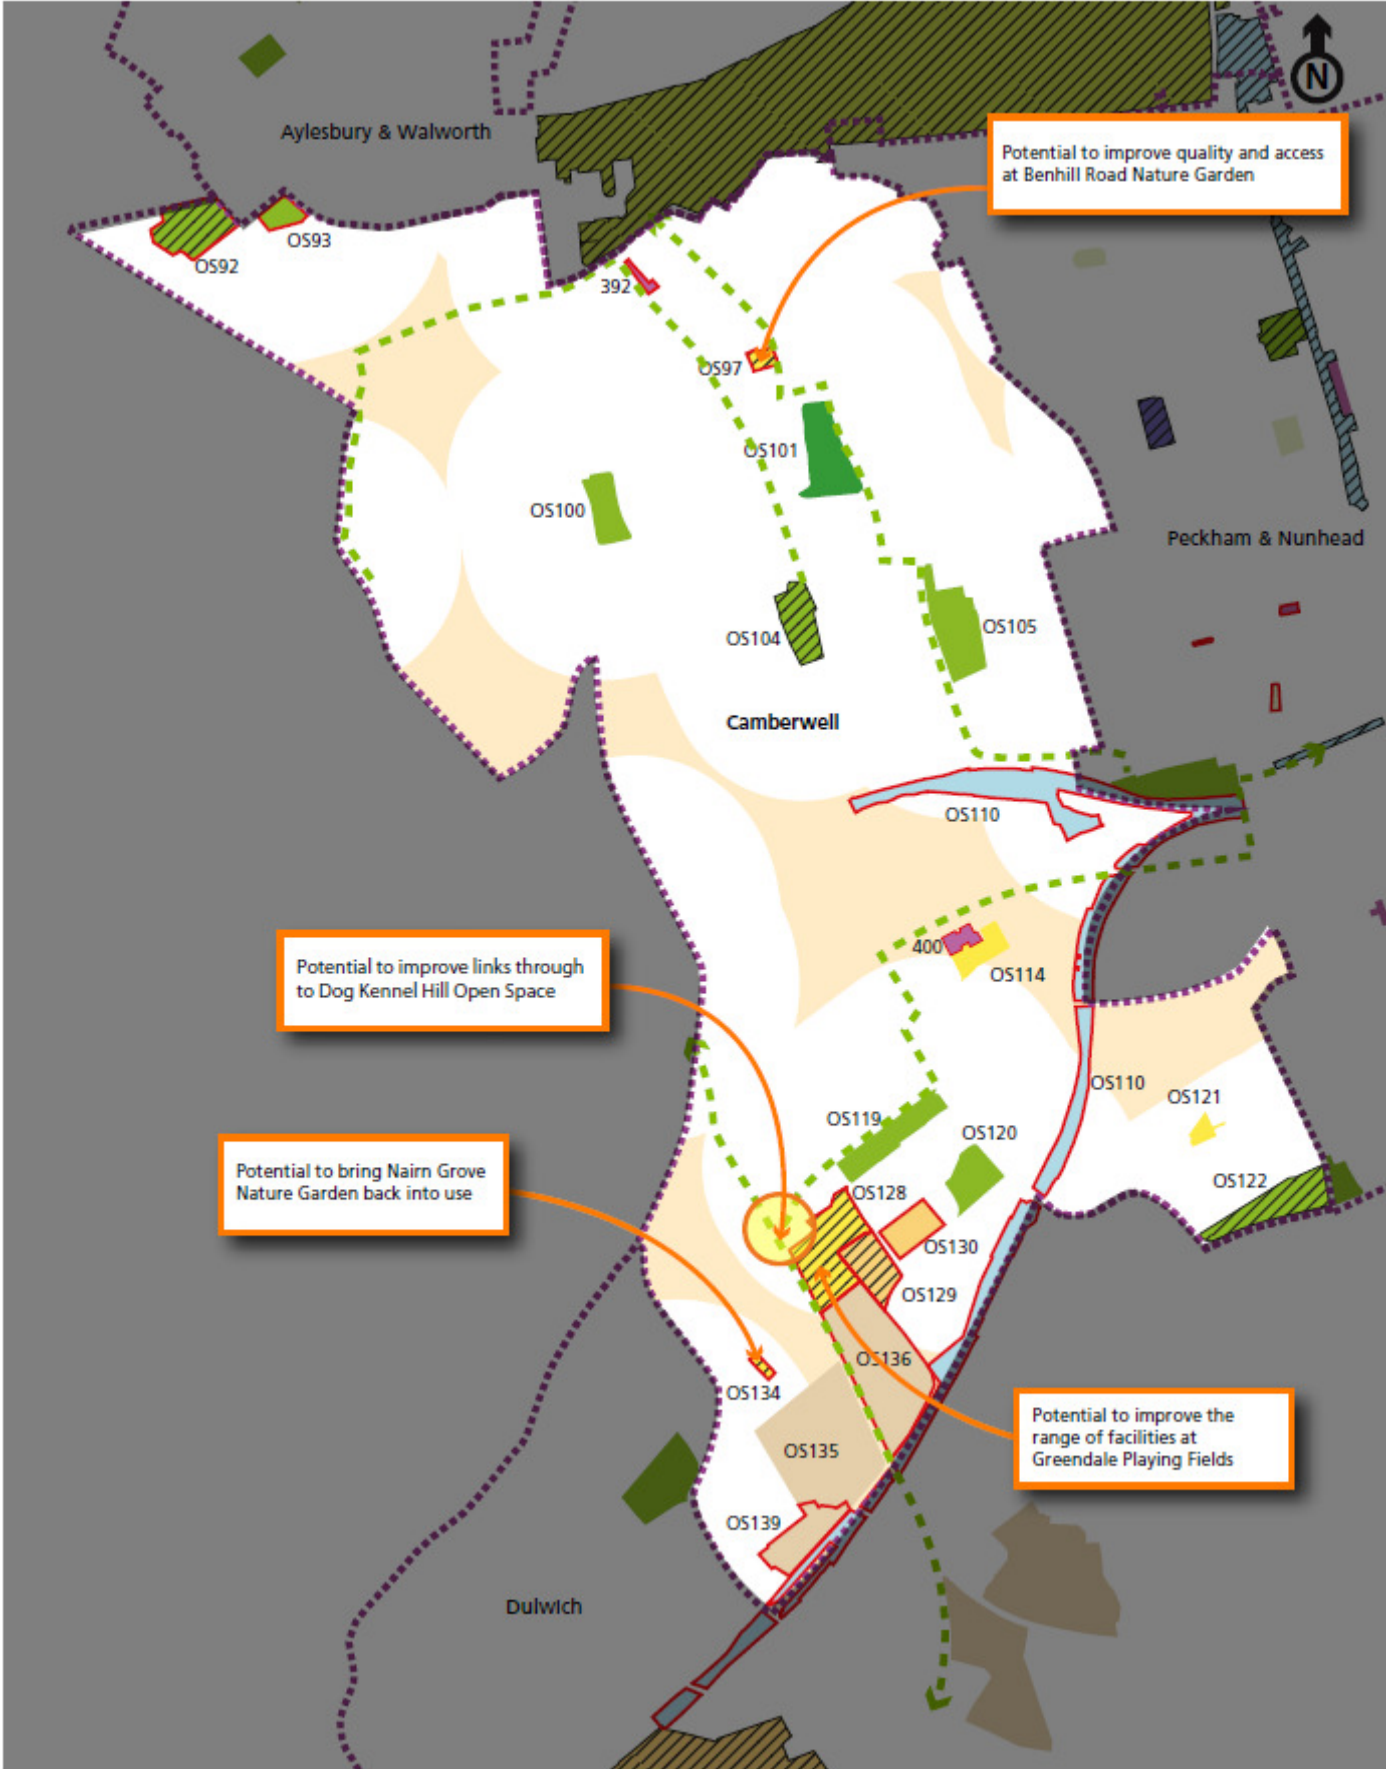 N
Aylesbury & Walworth
Potential to improve quality and access
at Benhill Road Nature Garden
OS93
OS92
392
OS97
OS101
OS100
Peckham & Nunhead
OS104
OS105
Camberwell
OS110
400
OS114
Potential to improve links through
to Dog Kennel Hill Open Space
OS110
OS121
OS119
OS120
Potential to bring Nairn Grove
Nature Garden back into use
OS122
OS128
OS130
OS129
OS136
OS134
Potential to improve the
range of facilities at
Greendale Playing Fields
OS135
OS139
Dulwich